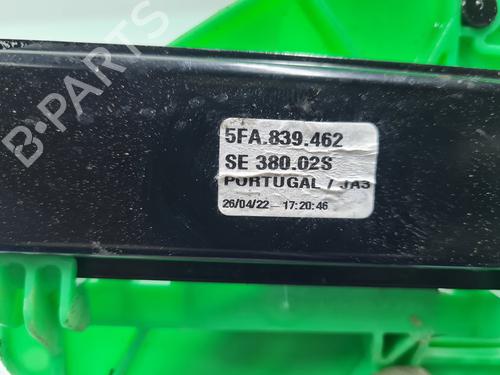 B-PARTS
5FA.839.462
SE 380.02S
PORTUGAL / JAS
26/04/22 - 17:20:46